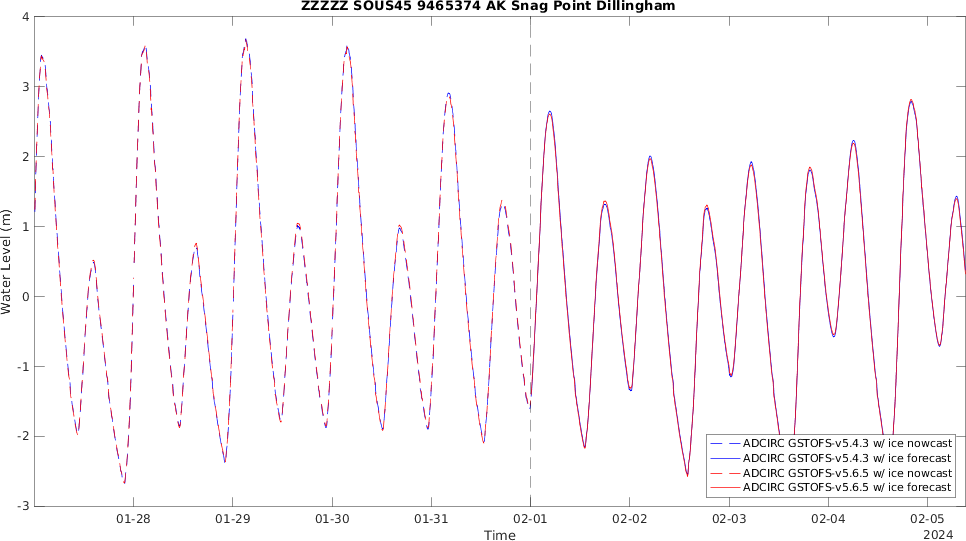 ZZZZZ SOUS45 9465374 AK Snag Point Dillingham
Water Level (m)
4
3
2
1
0
-1
-2
-3
ADCIRC GSTOFS-v5.4.3 w/ ice nowcast
ADCIRC GSTOFS-v5.4.3 w/ ice forecast
ADCIRC GSTOFS-v5.6.5 w/ ice nowcast
ADCIRC GSTOFS-v5.6.5 w/ ice forecast
01-28 01-29 01-30 01-31 02-01 02-02 02-03 02-04 02-05
Time 2024